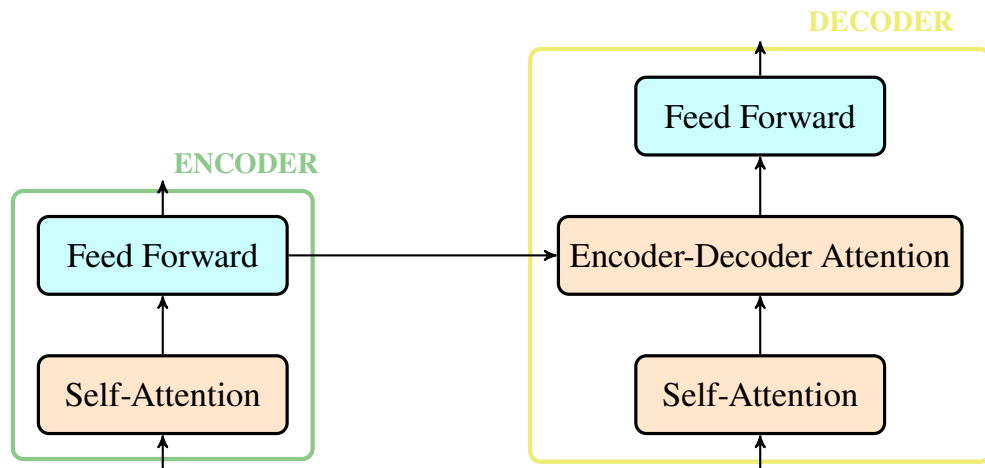 DECODER
Feed Forward
ENCODER
Feed Forward
Encoder-Decoder Attention
Self-Attention
Self-Attention